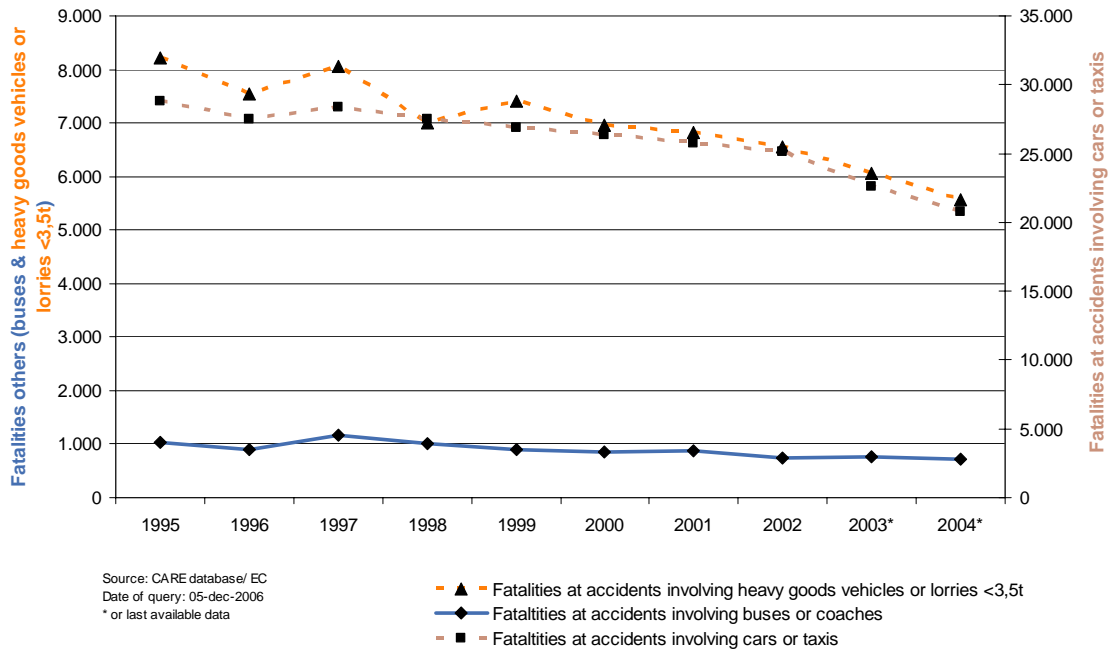 Fatalities others (buses & heavy goods vehicles or
lorries <3,5t)
9.000
8.000
7.000
6.000
5.000
4.000
3.000
2.000
1.000
0
35.000
30.000
25.000
20.000
15.000
10.000
5.000
0
Fatalities at accidents involving cars or taxis
1995 1996 1997 1998 1999 2000 2001 2002 2003* 2004*
Source: CARE database/ EC
Date of query: 05-dec-2006
* or last available data
Fatalities at accidents involving heavy goods vehicles or lorries <3,5t
Fataltities at accidents involving buses or coaches
Fataltities at accidents involving cars or taxis